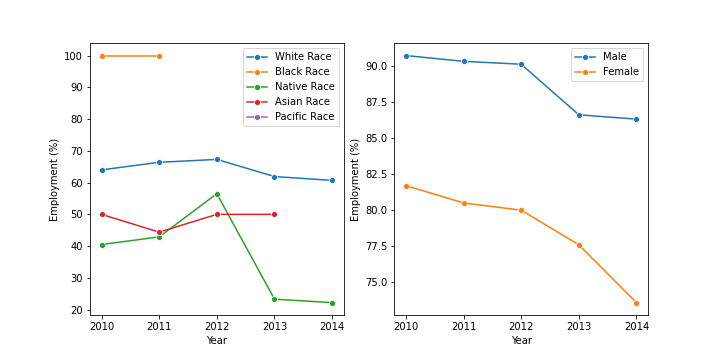 100
90
80
70
60
50
40
30
20
Employment (%)
2010 2011 2012 2013 2014
Year
White Race
Black Race
Native Race
Asian Race
Pacific Race
90.0
87.5
85.0
82.5
80.0
77.5
75.0
Employment (%)
2010 2011 2012 2013 2014
Year
Male
Female